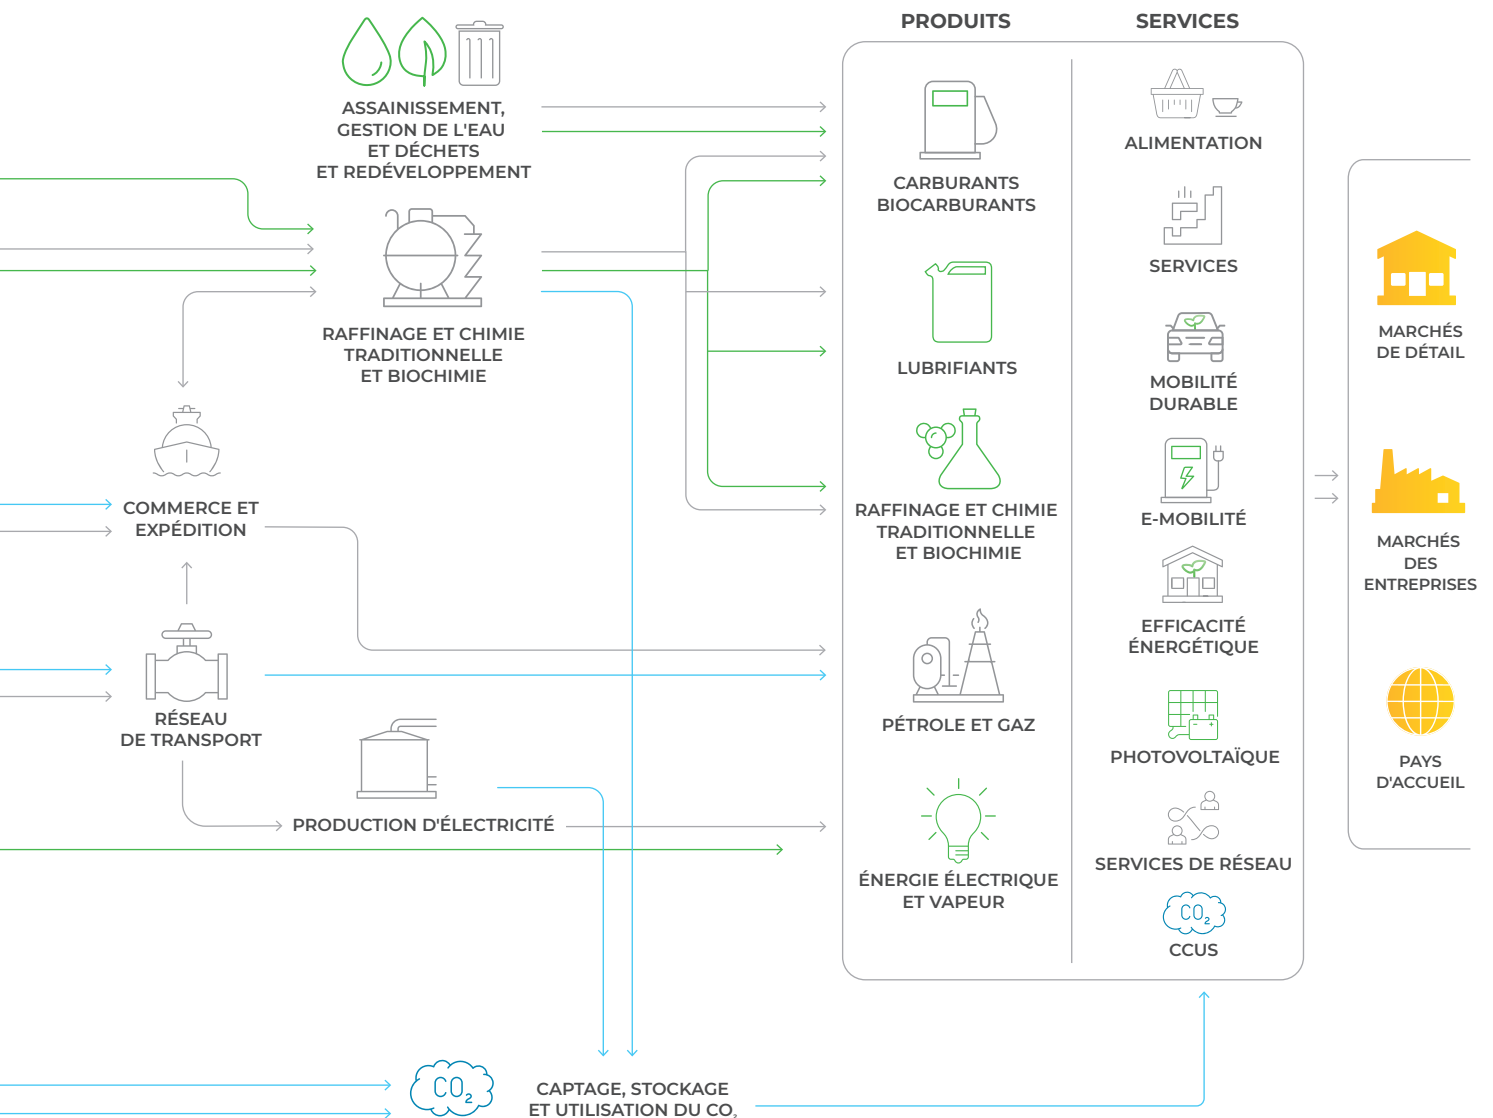 PRODUITS
SERVICES
ASSAINISSEMENT,
GESTION DE L'EAU
ET DÉCHETS
ET REDÉVELOPPEMENT
RAFFINAGE ET CHIMIE
TRADITIONNELLE
ET BIOCHIMIE
COMMERCE ET
EXPÉDITION
RÉSEAU
DE TRANSPORT
PRODUCTION D'ÉLECTRICITÉ
CO2
CAPTAGE, STOCKAGE
ET UTILISATION DU CO2
CARBURANTS
BIOCARBURANTS
LUBRIFIANTS
RAFFINAGE ET CHIMIE
TRADITIONNELLE
ET BIOCHIMIE
PÉTROLE ET GAZ
ÉNERGIE ÉLECTRIQUE
ET VAPEUR
ALIMENTATION
SERVICES
MOBILITÉ
DURABLE
E-MOBILITÉ
EFFICACITÉ
ÉNERGÉTIQUE
PHOTOVOLTAÏQUE
SERVICES DE RÉSEAU
CO2
CCUS
MARCHÉS
DE DÉTAIL
MARCHÉS
DES
ENTREPRISES
PAYS
D'ACCUEIL